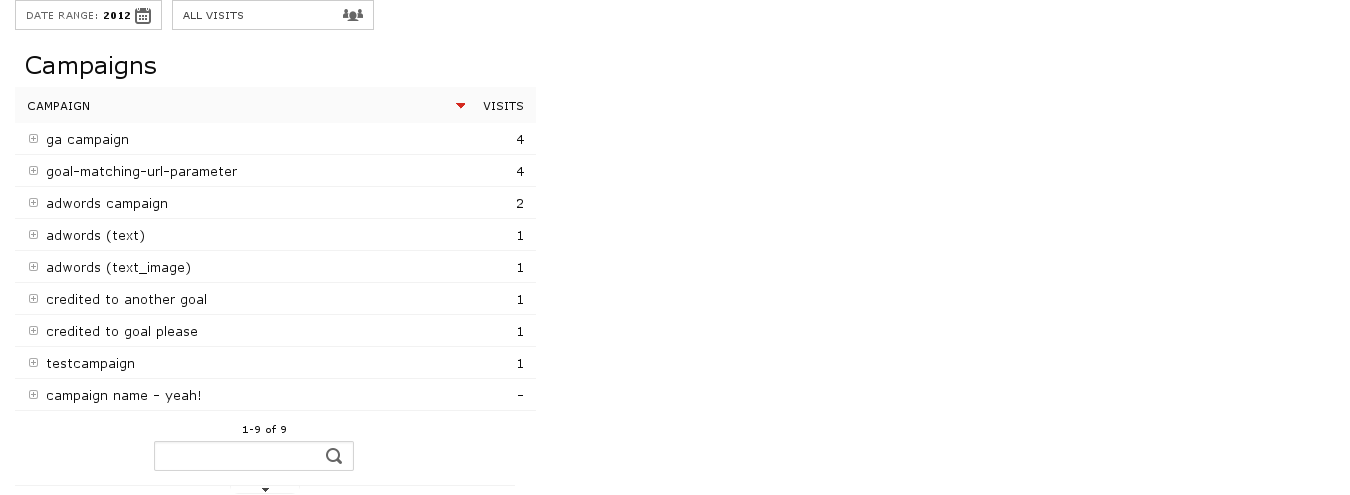 DATE RANGE: 2012 ALL VISITS
Campaigns
CAMPAIGN VISITS
ga campaign 4
goal-matching-url-parameter 4
adwords campaign 2
adwords (text) 1
adwords (text_image) 1
credited to another goal 1
credited to goal please 1
testcampaign 1
campaign name - yeah! -
1-9 of 9